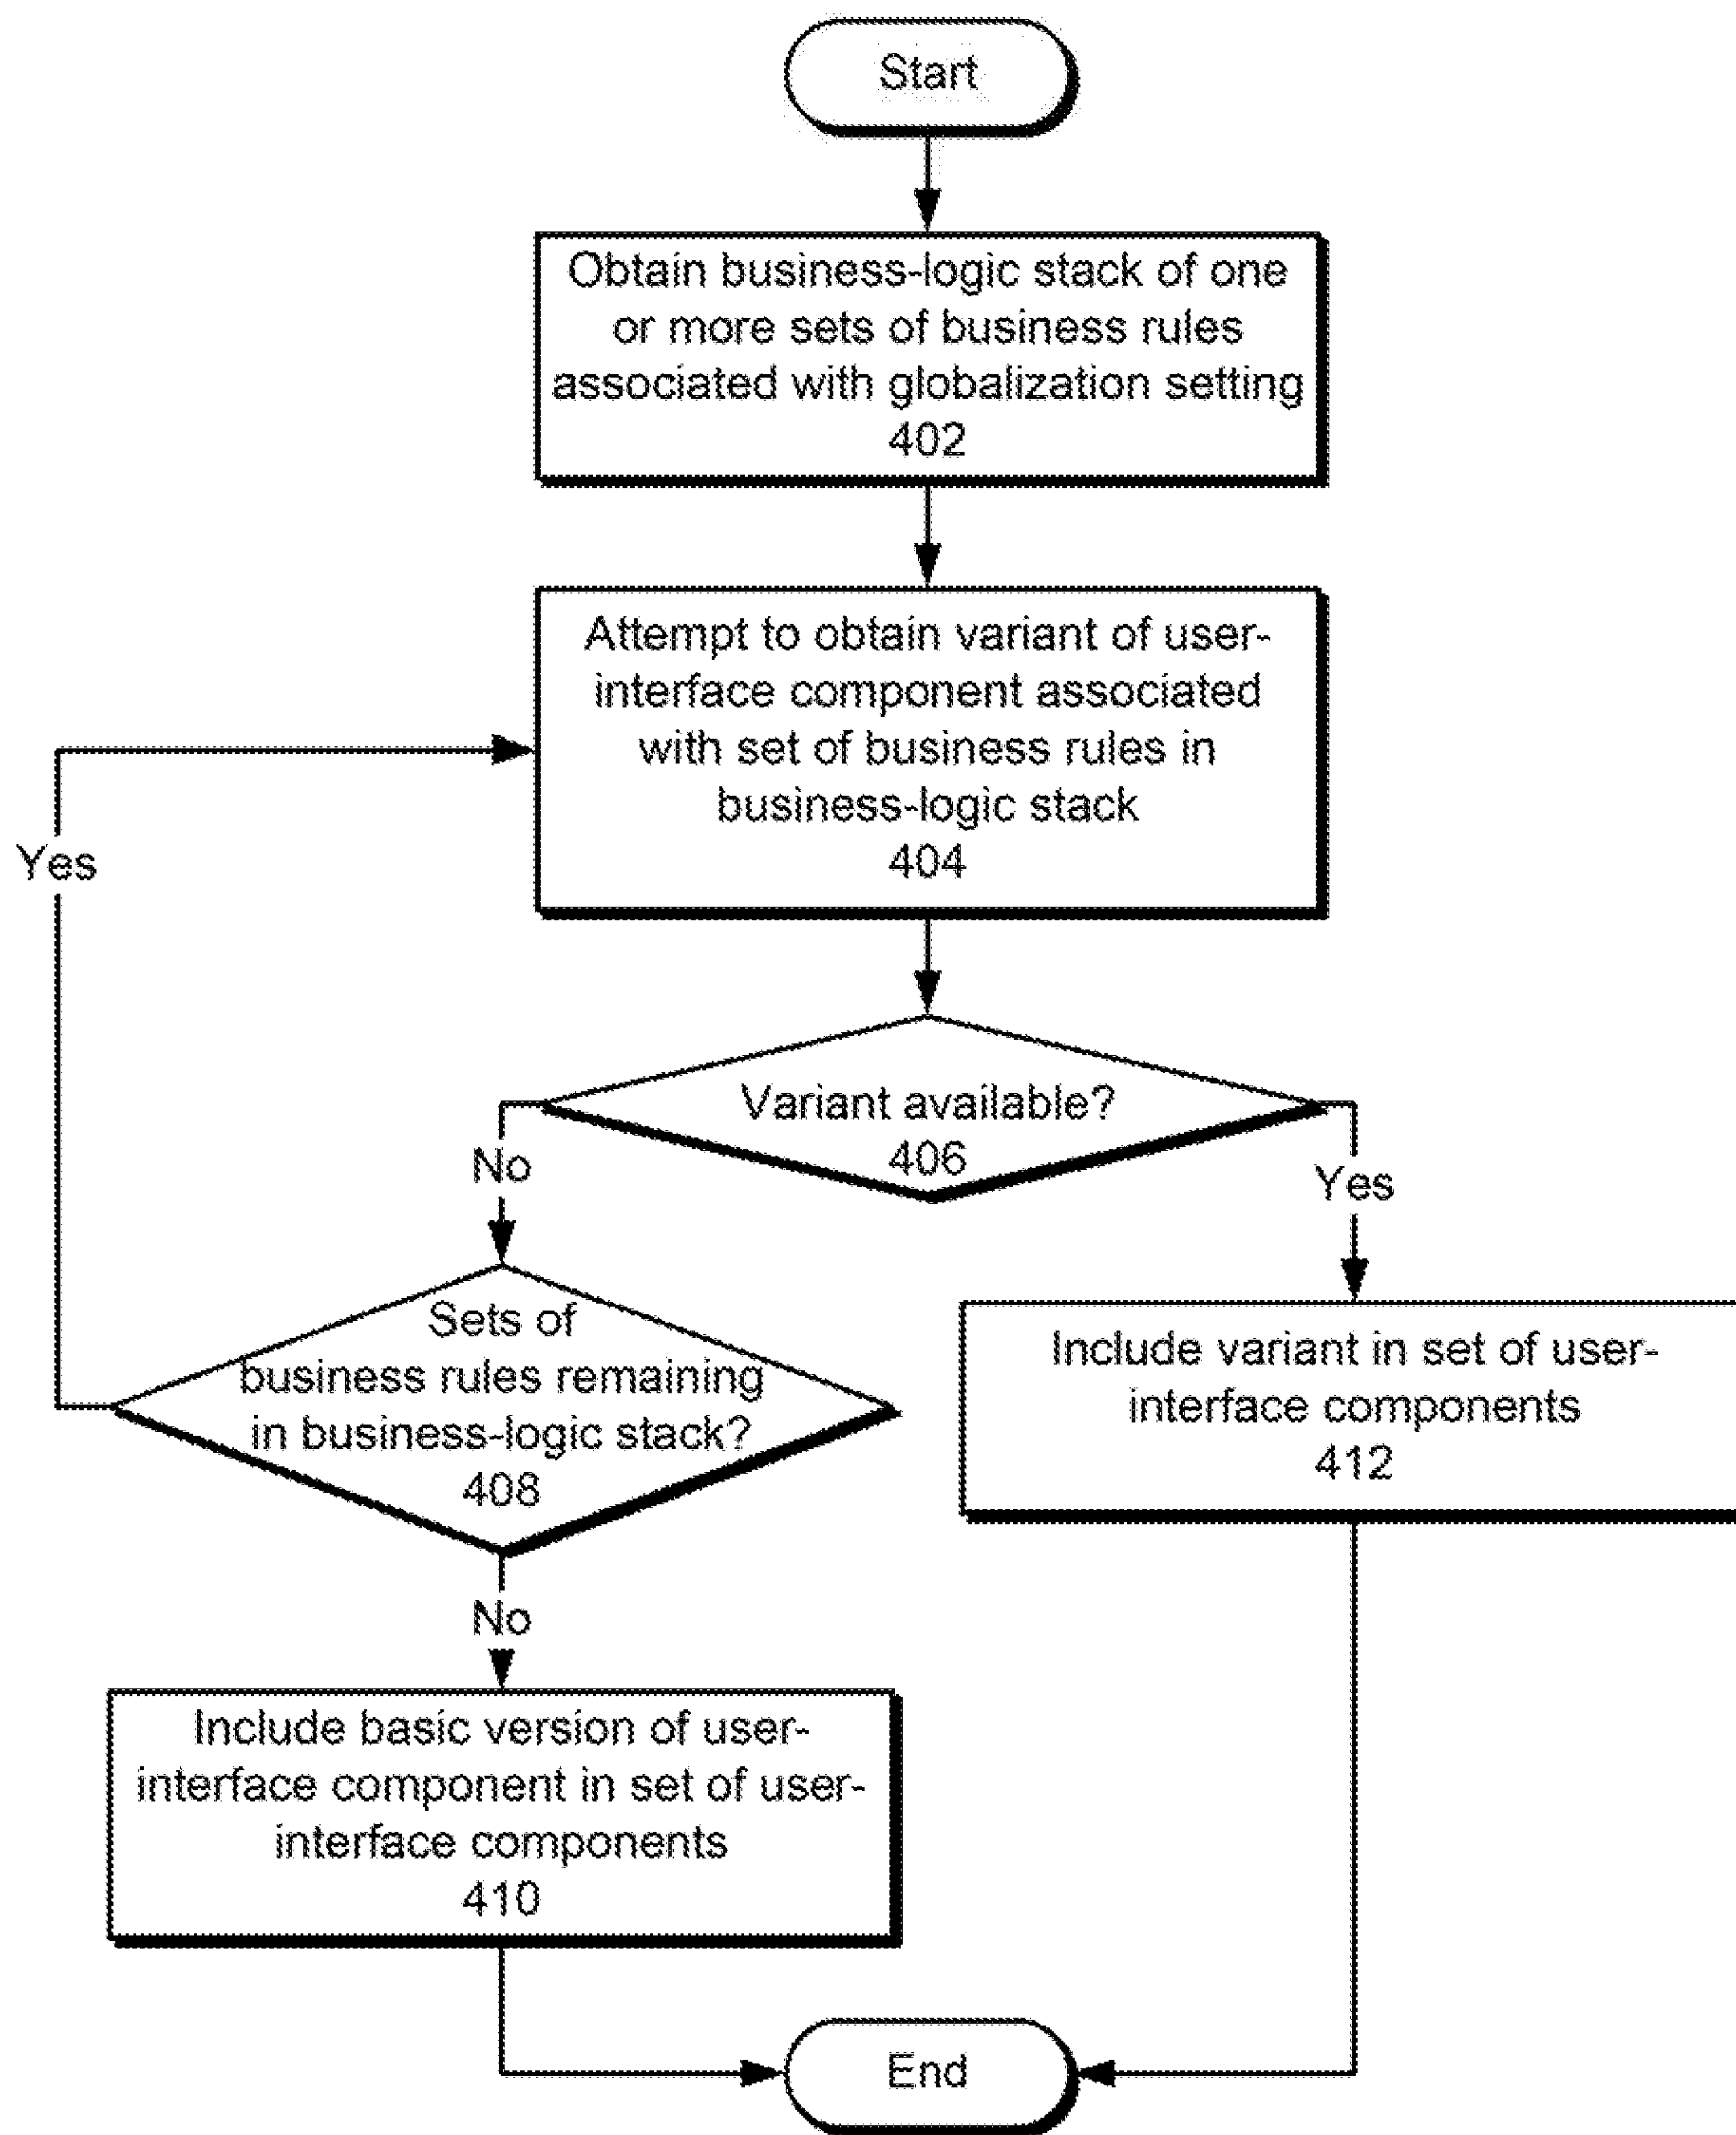 Start
Obtain business-logic stack of one
or more sets of business rules
associated with globalization setting
402
Attempt to obtain variant of user-
interface component associated
with set of business rules in
business-logic stack
404
Yes
Variant available?
406
No
Yes
Sets of
business rules remaining
in business-logic stack?
408
Include variant in set of user-
interface components
412
No
Include basic version of user-
interface component in set of user-
interface components
410
End